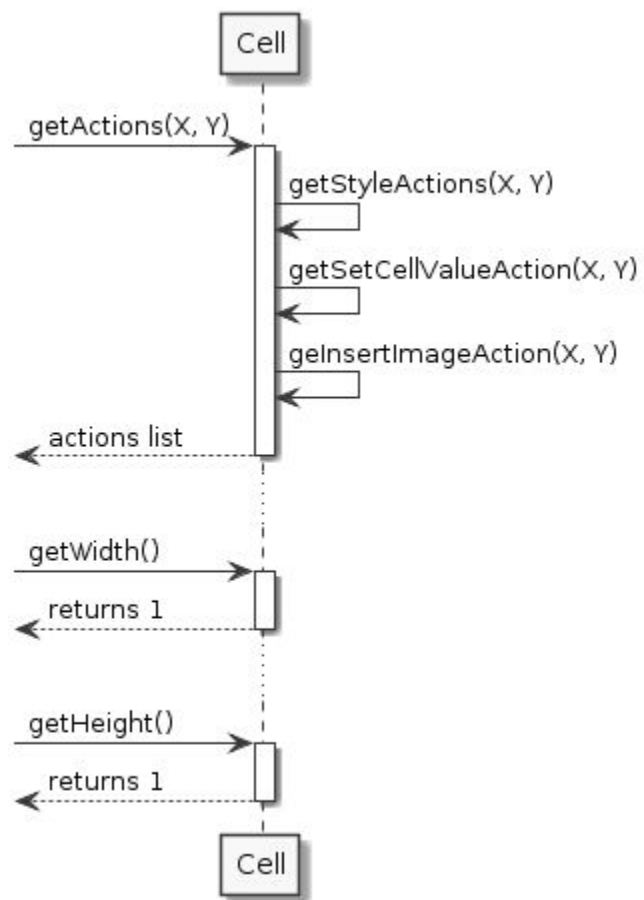 Cell
getActions(X, Y)
getStyleActions(X, Y)
getSetCellValueAction(X, Y)
geInsertImageAction(X, Y)
actions list
getWidth()
returns 1
getHeight()
returns 1
Cell